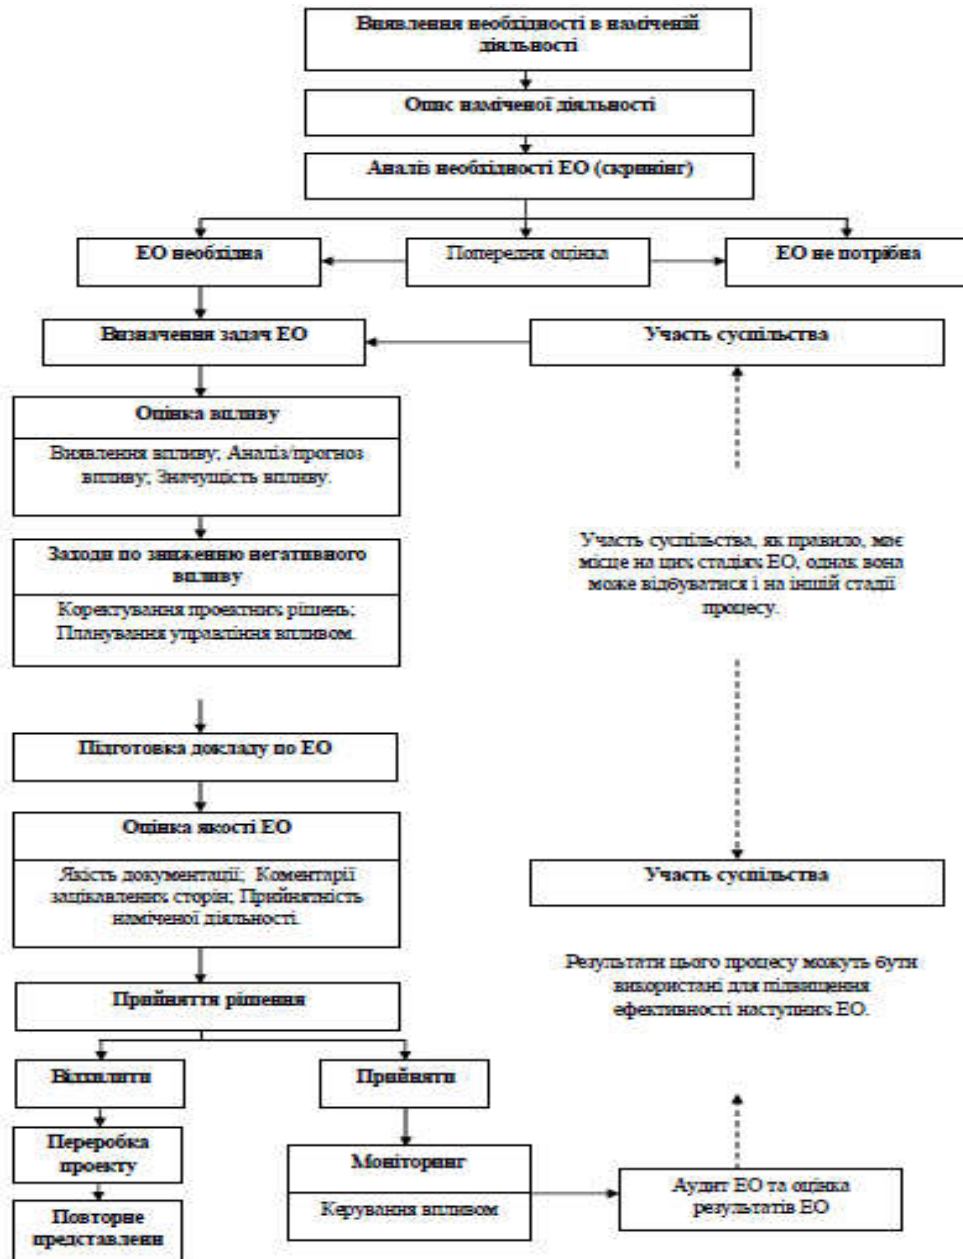 Виявлення необхідності в наміченій
діяльності
Опис наміченої діяльності
Аналіз необхідності ЕО (скринінг)
ЕО необхідна
Попередня оцінка
ЕО не потрібна
Визначення задач ЕО
Участь суспільства
Оцінка впливу
Виявлення впливу; Аналіз/прогноз
впливу; Значущість впливу.
Заходи по зниженню негативного
впливу
Коректування проектних рішень;
Планування управління впливом.
Участь суспільства, як правило, має
місце на цих стадіях ЕО, однак вона
може відбуватися і на іншій стадії
процесу.
Підготовка докладу по ЕО
Оцінка якості ЕО
Якість документації; Коментарії
зацікавлених сторін; Прийнятність
наміченої діяльності.
Участь суспільства
Результати цього процесу можуть бути
використані для підвищення
ефективності наступних ЕО.
Прийняття рішення
Відхилити
Прийняти
Переробка
проекту
Моніторинг
Керування впливом
Аудит ЕО та оцінка
результатів ЕО
Повторне
представленн